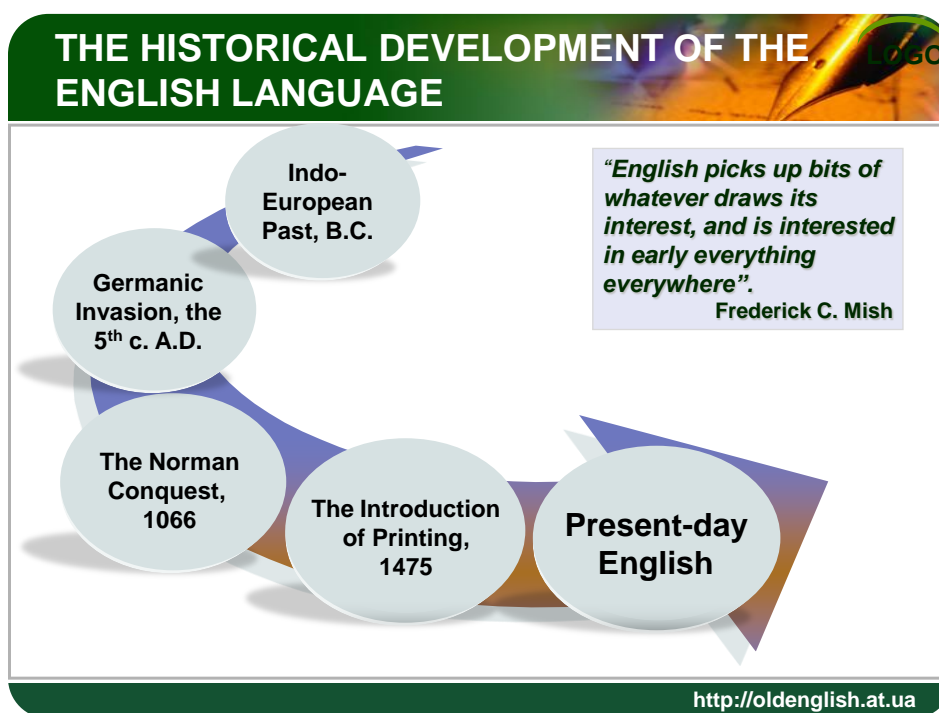 THE HISTORICAL DEVELOPMENT OF THE
ENGLISH LANGUAGE
LOGO
Indo-
European
Past, B.C.
"English picks up bits of
whatever draws its
interest, and is interested
in early everything
everywhere".
Frederick C. Mish
Germanic
Invasion, the
5th c. A.D.
The Norman
Conquest,
1066
The Introduction
of Printing,
1475
Present-day
English
http://oldenglish.at.ua